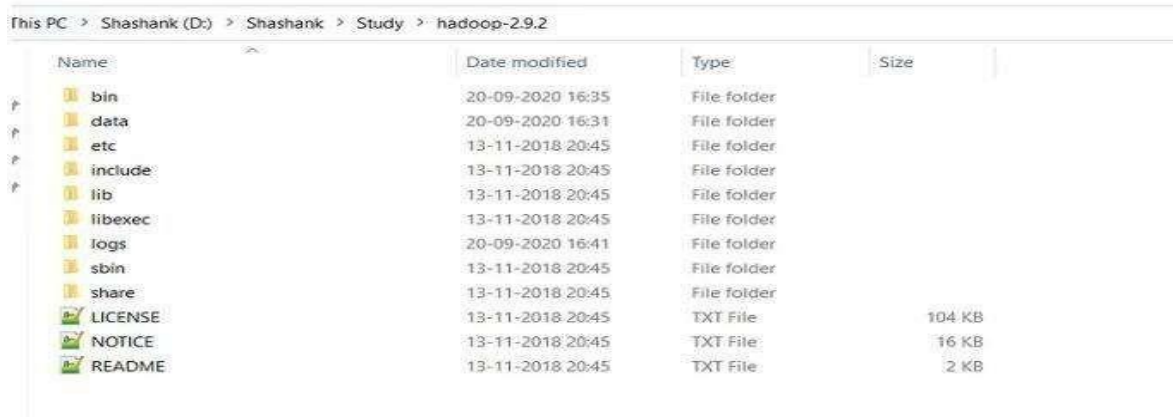 This PC > Shashank (D:) > Shashank > Study > hadoop-2.9.2
Name Date modified Type Size
bin 20-09-2020 16:35 File folder
data 20-09-2020 16:31 File folder
etc 13-11-2018 20:45 File folder
include 13-11-2018 20:45 File folder
lib 13-11-2018 20:45 File folder
libexec 13-11-2018 20:45 File folder
logs 20-09-2020 16:41 File folder
sbin 13-11-2018 20:45 File folder
share 13-11-2018 20:45 File folder
LICENSE 13-11-2018 20:45 TXT File 104 KB
NOTICE 13-11-2018 20:45 TXT File 16 KB
README 13-11-2018 20:45 TXT File 2 KB